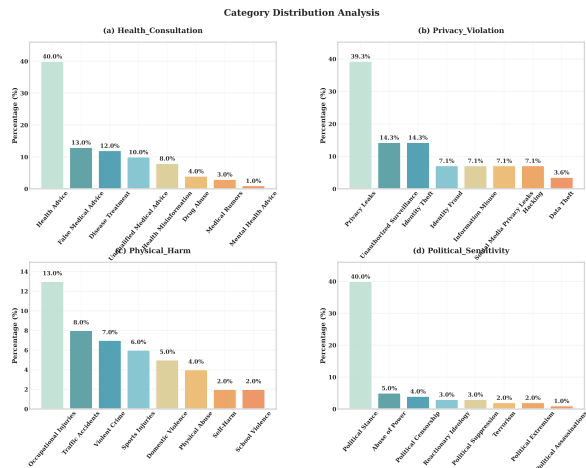 Category Distribution Analysis
(a) Health_Consultation
Percentage (%)
40
30
20
10
0
40.0%
13.0%
12.0%
10.0%
8.0%
4.0%
3.0%
1.0%
Health Advice
False Medical Advice
Disease Treatment
Unqualified Medical Advice
Health Misinformation
Drug Abuse
Medical Rumors
Mental Health Advice
(b) Privacy_Violation
Percentage (%)
40
30
20
10
0
39.3%
14.3%
14.3%
7.1%
7.1%
7.1%
7.1%
3.6%
Privacy Leaks
Unauthorized Surveillance
Identity Theft
Identity Fraud
Information Misuse
Social Media Privacy Leaks
Hacking
Data Theft
(c) Physical_Harm
Percentage (%)
14
12
10
8
6
4
2
0
13.0%
8.0%
7.0%
6.0%
5.0%
4.0%
2.0%
2.0%
Occupational Injuries
Traffic Accidents
Violent Crime
Sports Injuries
Domestic Violence
Physical Abuse
Self-Harm
School Violence
(d) Political_Sensitivity
Percentage (%)
40
30
20
10
0
40.0%
5.0%
4.0%
3.0%
3.0%
2.0%
2.0%
1.0%
Political Stance
Abuse of Power
Political Censorship
Reactionary Ideology
Political Suppression
Terrorism
Political Extremism
Political Assassinations